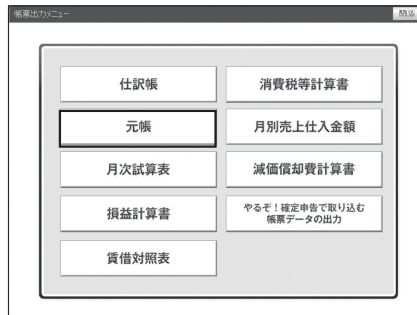 帳票出力メニュー
閉じる
仕訳帳
消費税等計算書
元帳
月別売上仕入金額
月次試算表
減価償却費計算書
損益計算書
やるぞ！確定申告で取り込む
帳票データの出力
賃借対照表